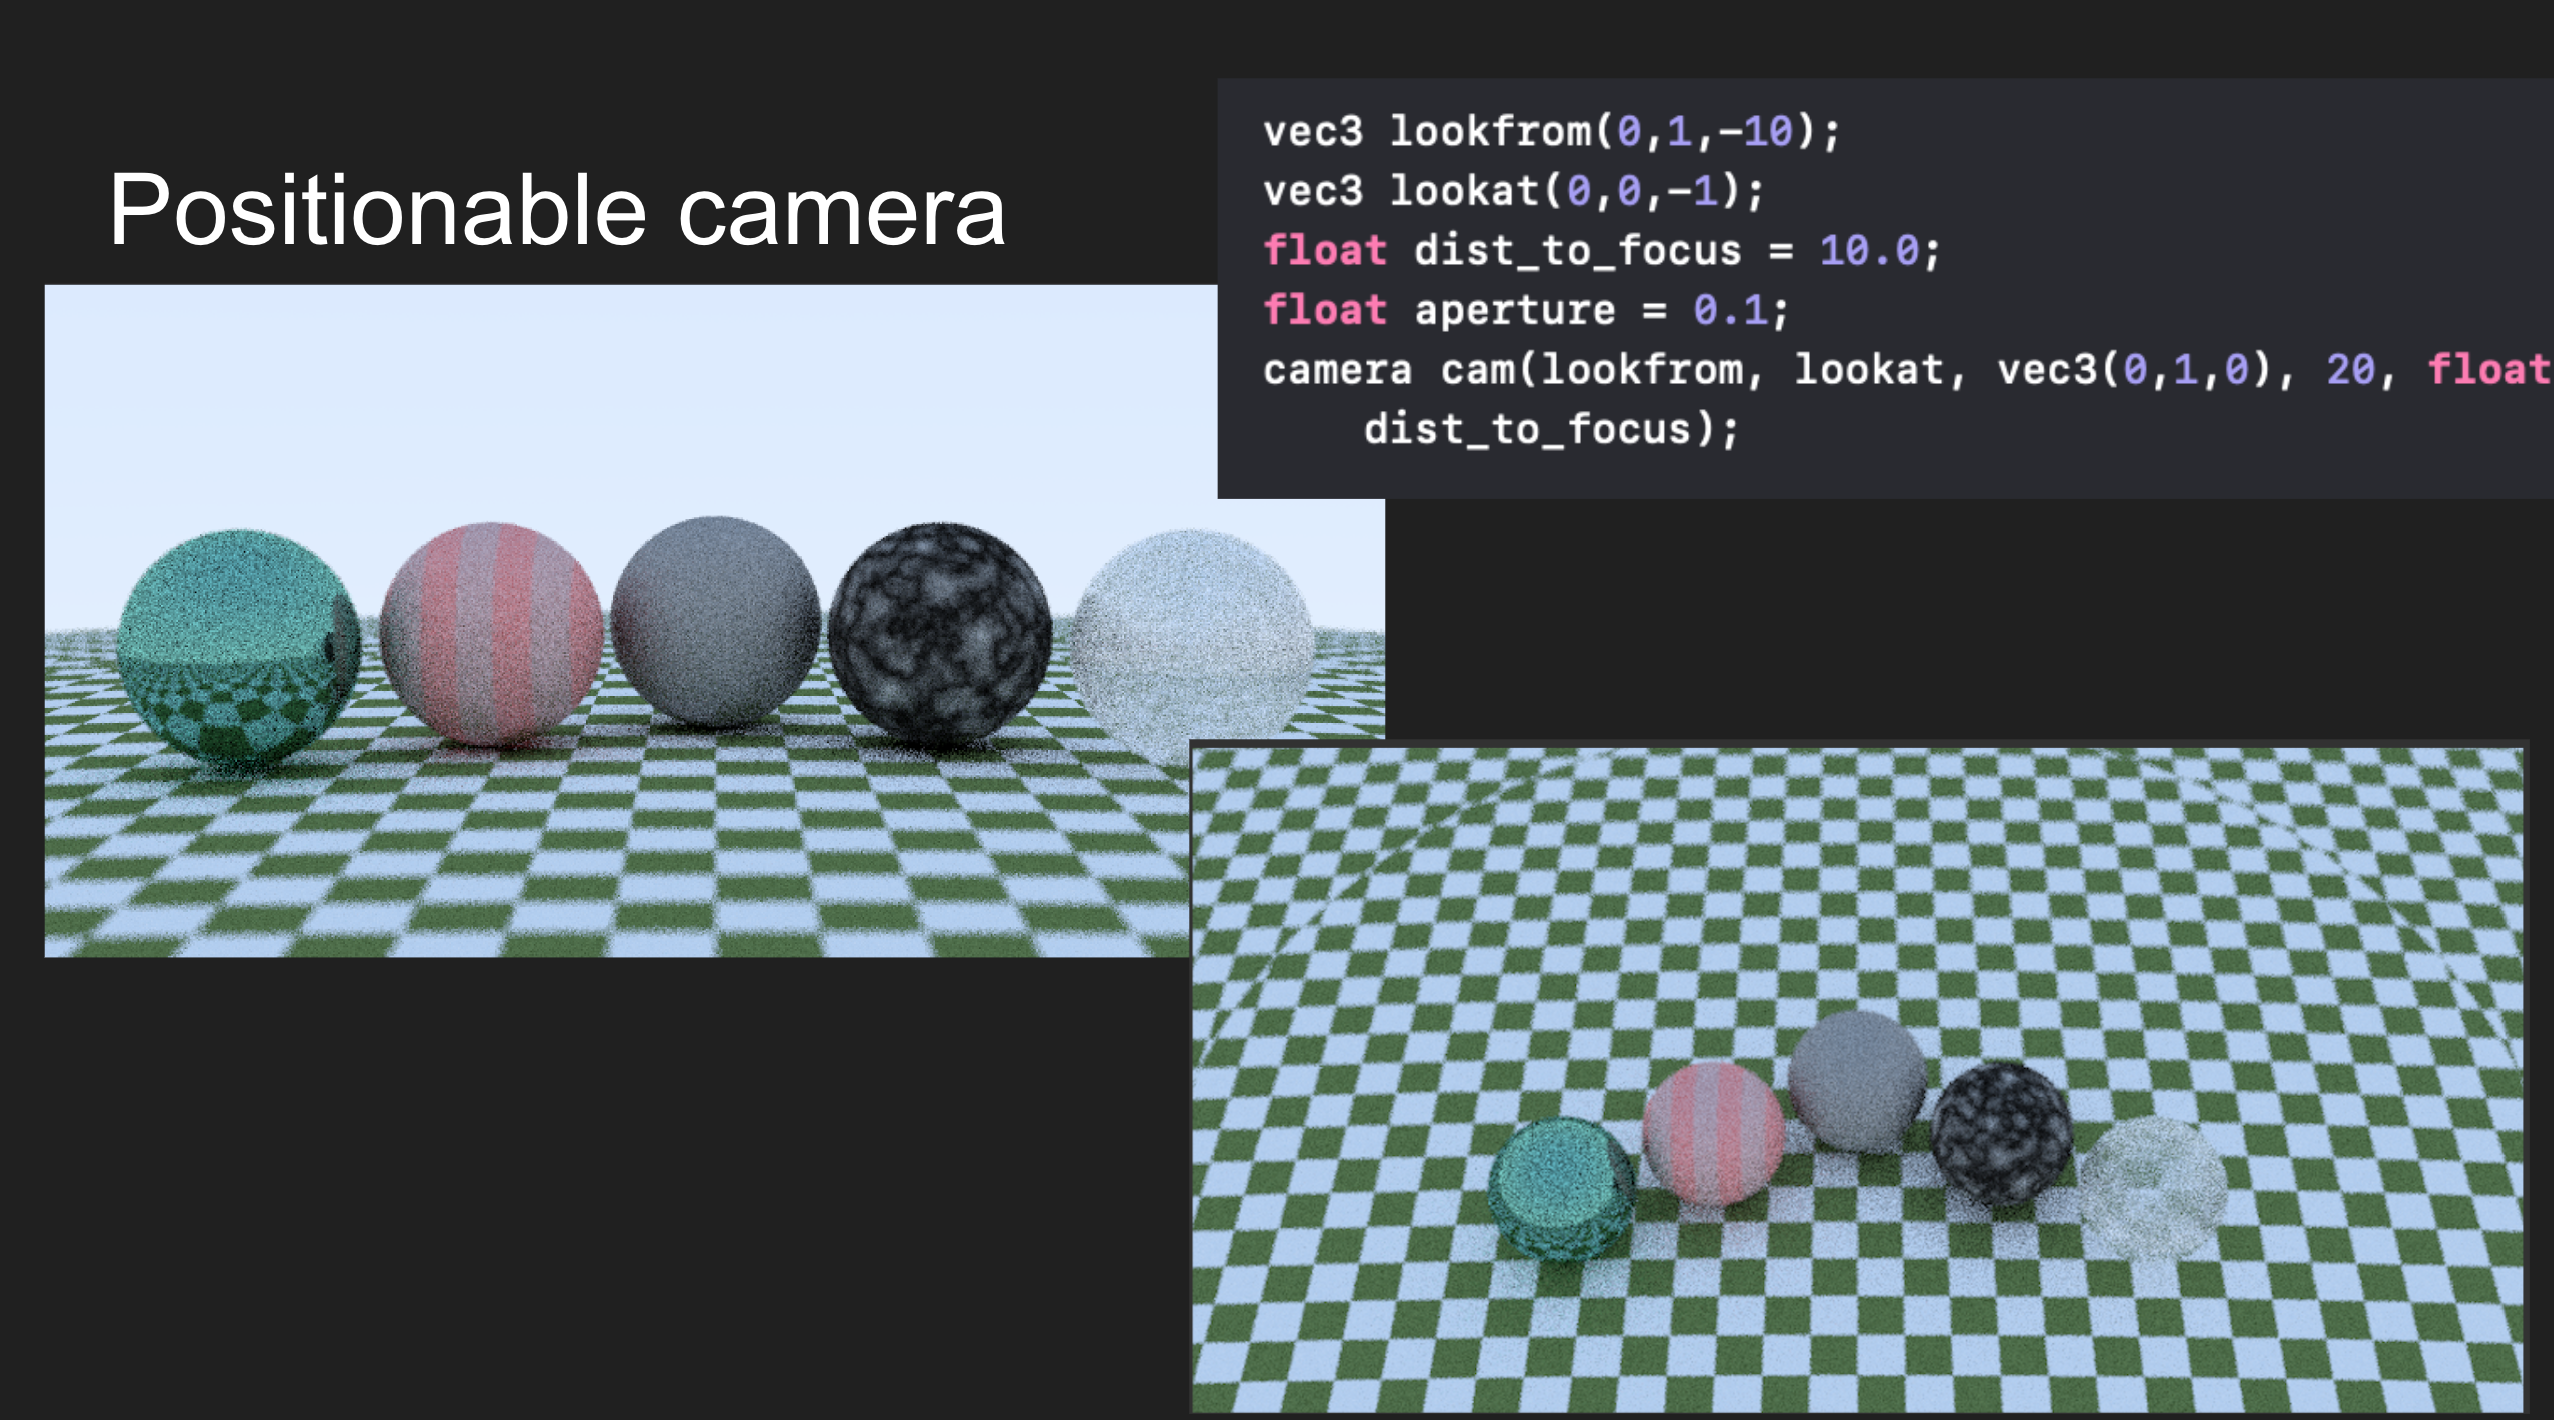 Positionable camera
vec3 lookfrom(0,1,-10);
vec3 lookat(0,0,-1);
float dist_to_focus = 10.0;
float aperture = 0.1;
camera cam(lookfrom, lookat, vec3(0,1,0), 20, float
dist_to_focus);